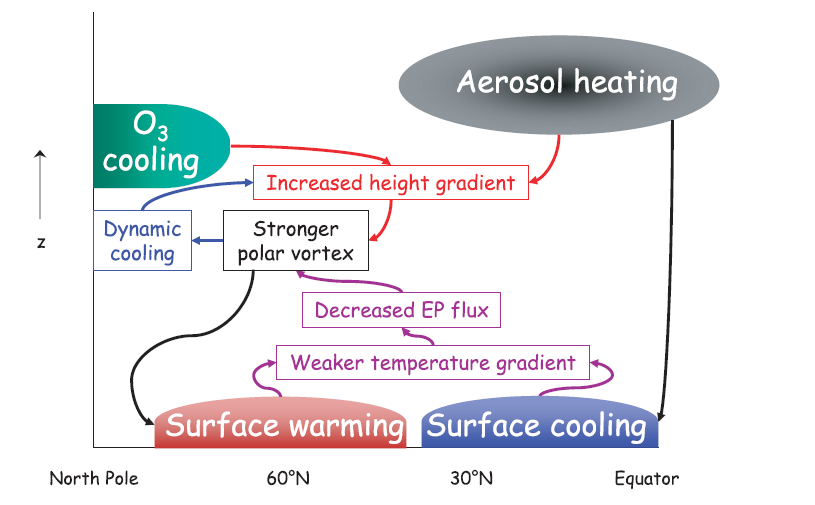 Aerosol heating
O₃
cooling
Increased height gradient
Dynamic
cooling
Stronger
polar vortex
z
Decreased EP flux
Weaker temperature gradient
Surface warming
Surface cooling
North Pole
60°N
30°N
Equator